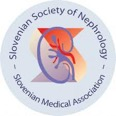 ~ Slovenian Society of Nephrology ~
Slovenian Medical Association